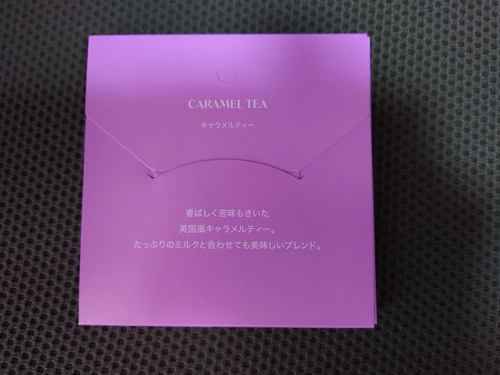 CARAMEL TEA
キャラメルティー
香ばしく苦味もきいた
英国風キャラメルティー。
たっぷりのミルクと合わせても美味しいブレンド。